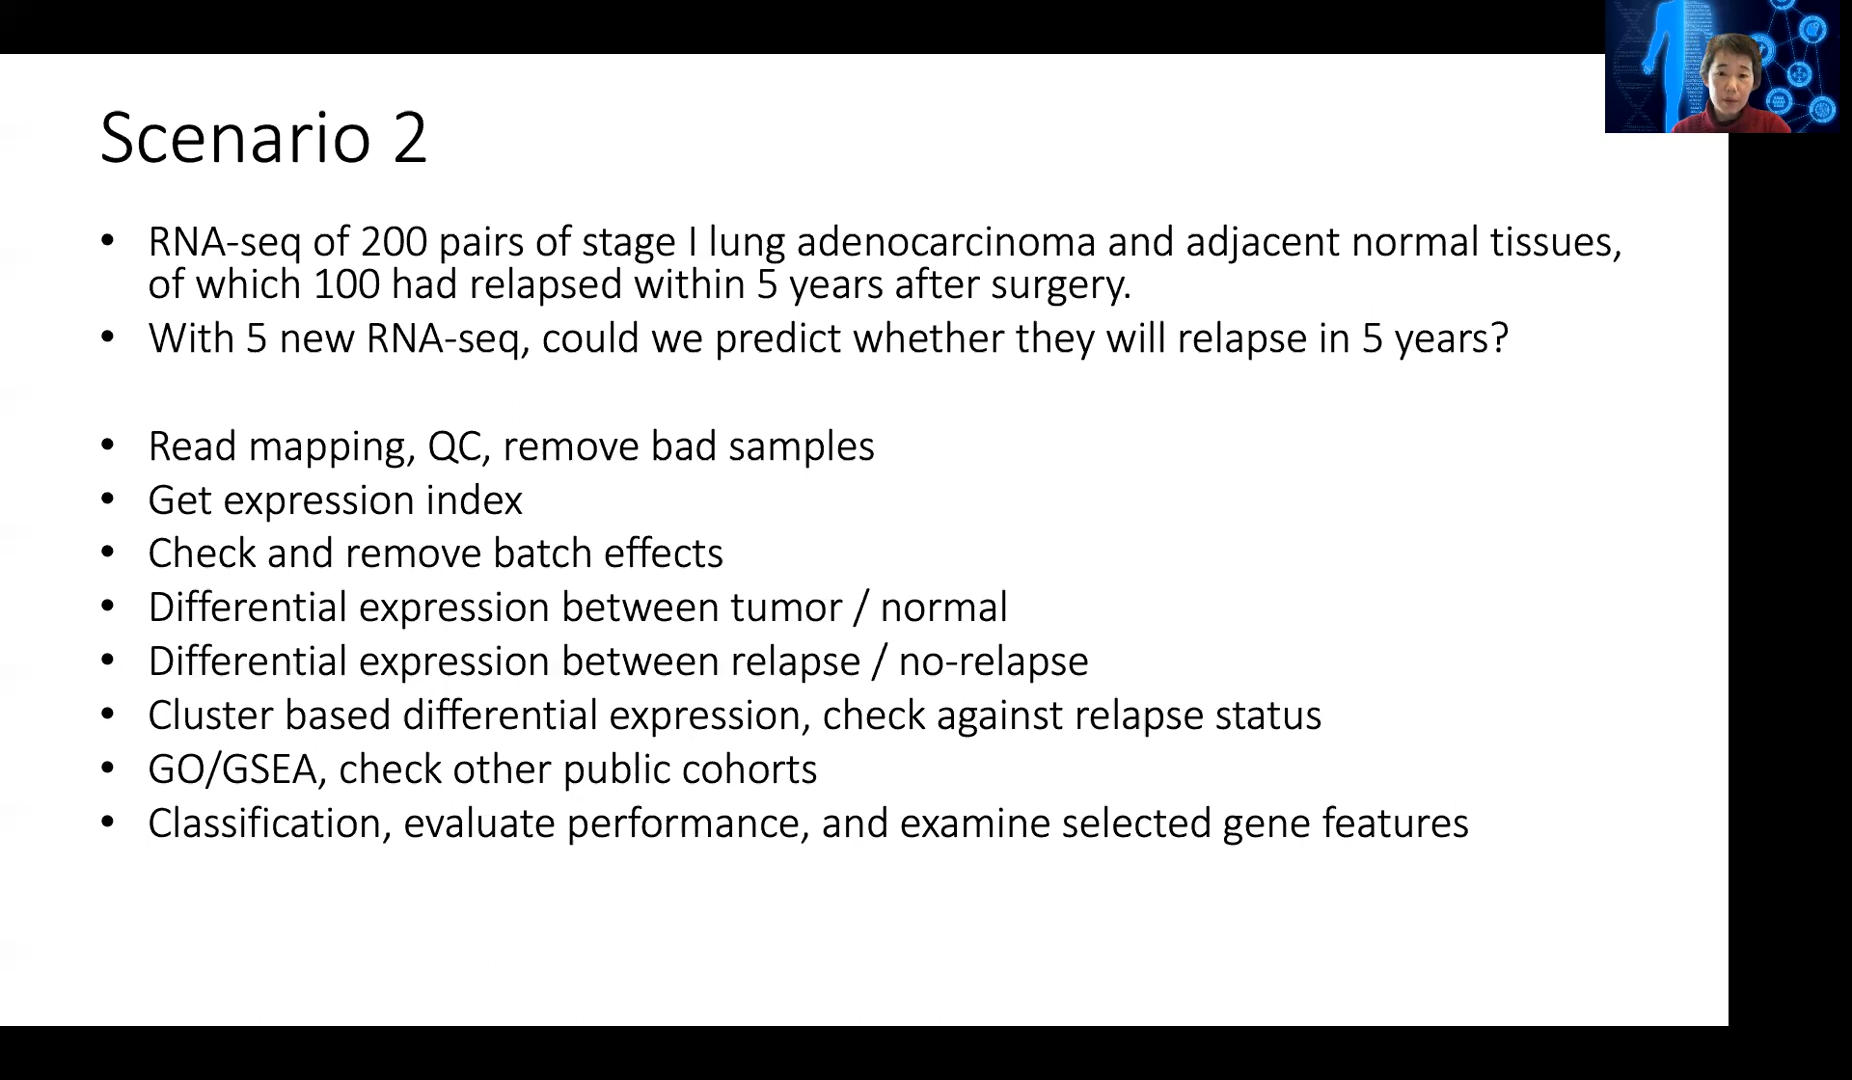 Scenario 2
• RNA-seq of 200 pairs of stage I lung adenocarcinoma and adjacent normal tissues,
of which 100 had relapsed within 5 years after surgery.
• With 5 new RNA-seq, could we predict whether they will relapse in 5 years?
• Read mapping, QC, remove bad samples
• Get expression index
• Check and remove batch effects
• Differential expression between tumor / normal
• Differential expression between relapse / no-relapse
• Cluster based differential expression, check against relapse status
• GO/GSEA, check other public cohorts
• Classification, evaluate performance, and examine selected gene features